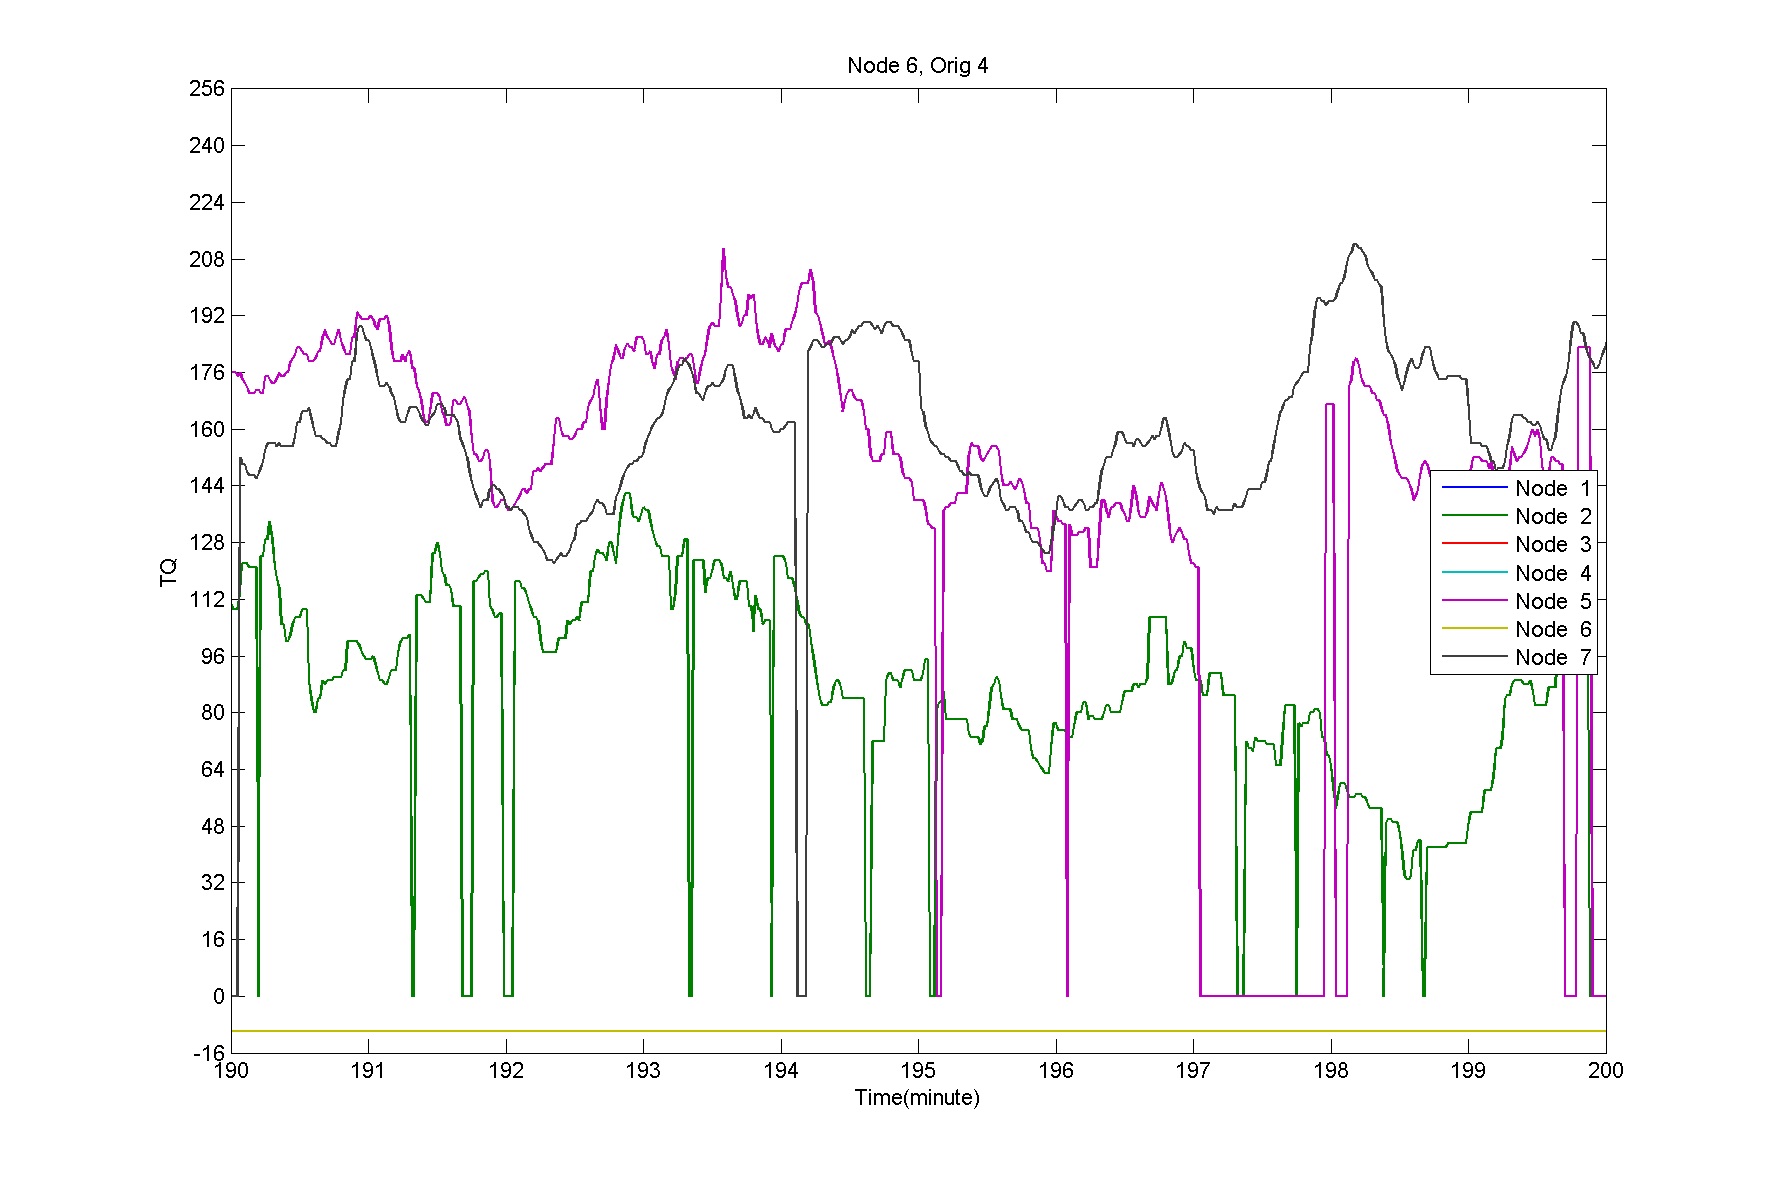 Node 6, Orig 4
256
240
224
208
192
176
160
144
128
112
96
80
64
48
32
16
0
-16
TQ
Node 1
Node 2
Node 3
Node 4
Node 5
Node 6
Node 7
190 191 192 193 194 195 196 197 198 199 200
Time(minute)